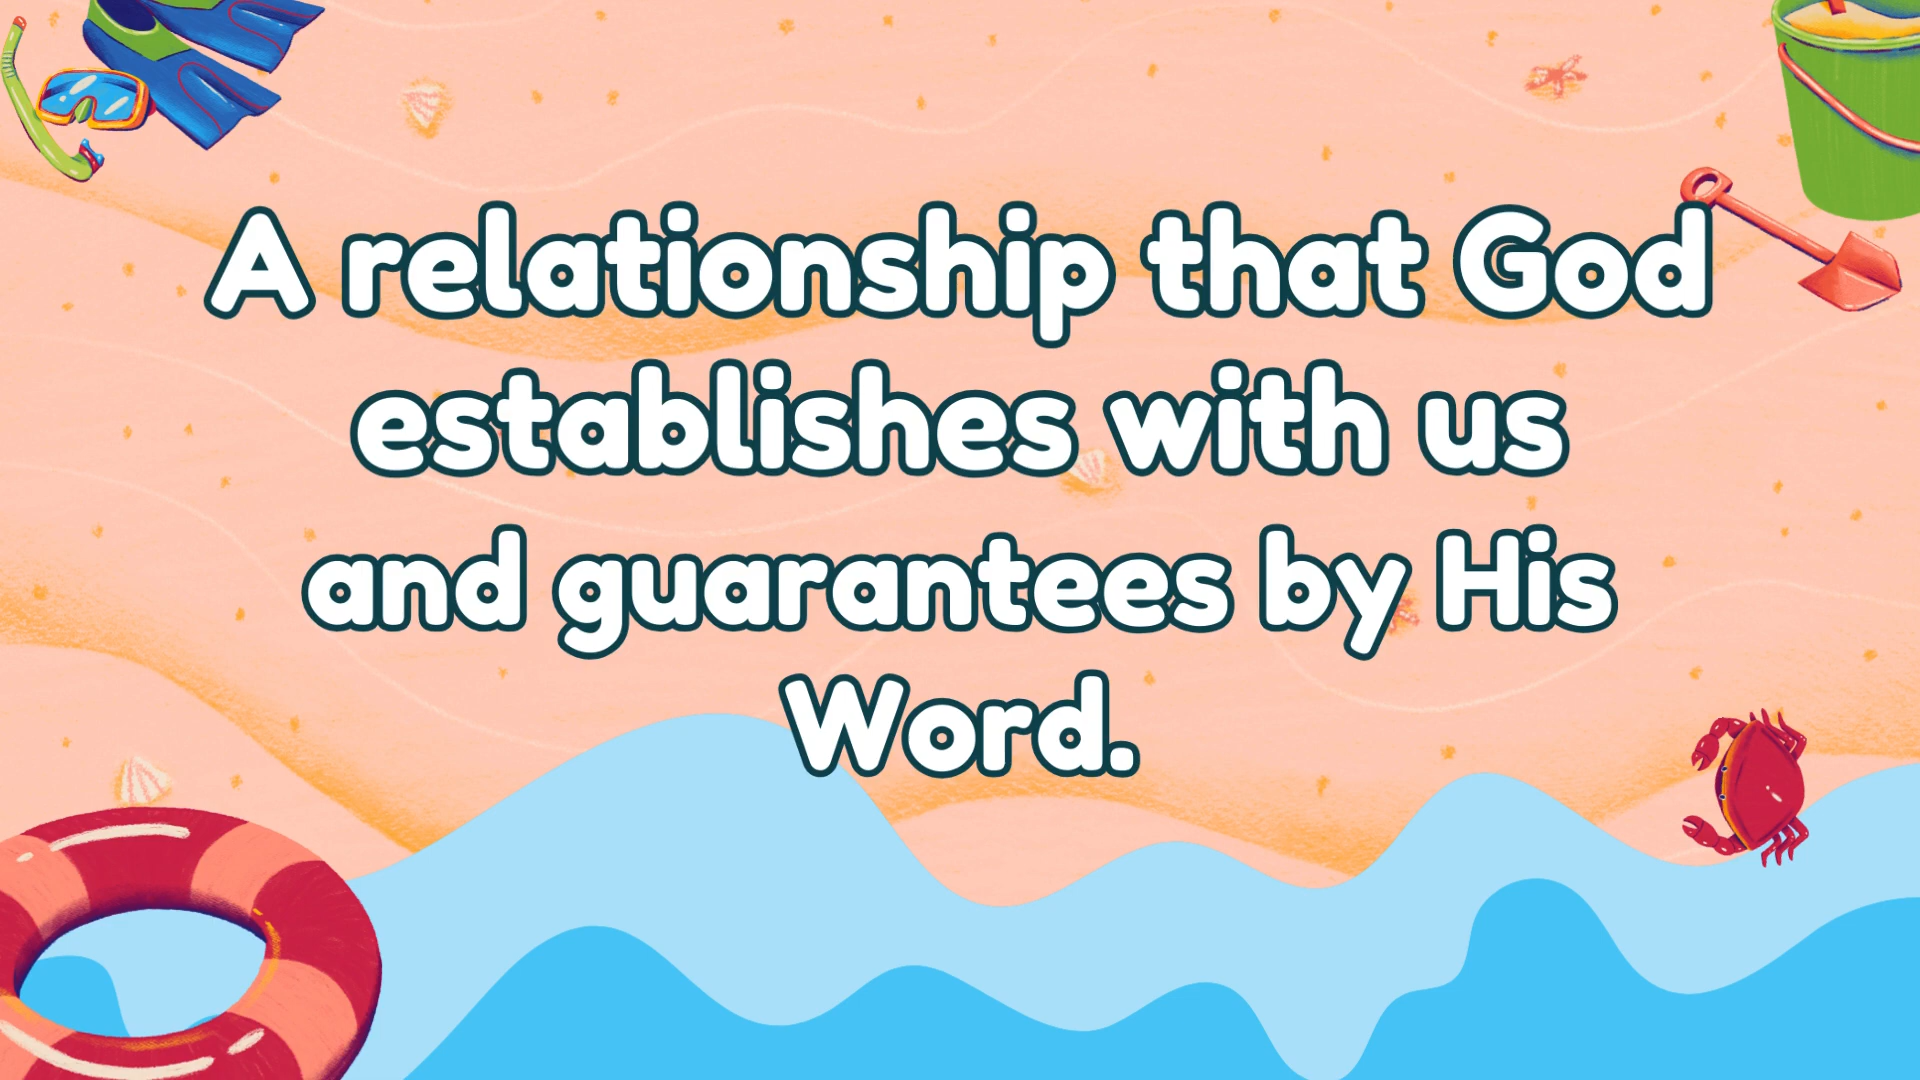 A relationship that God
establishes with us
and guarantees by His
Word.